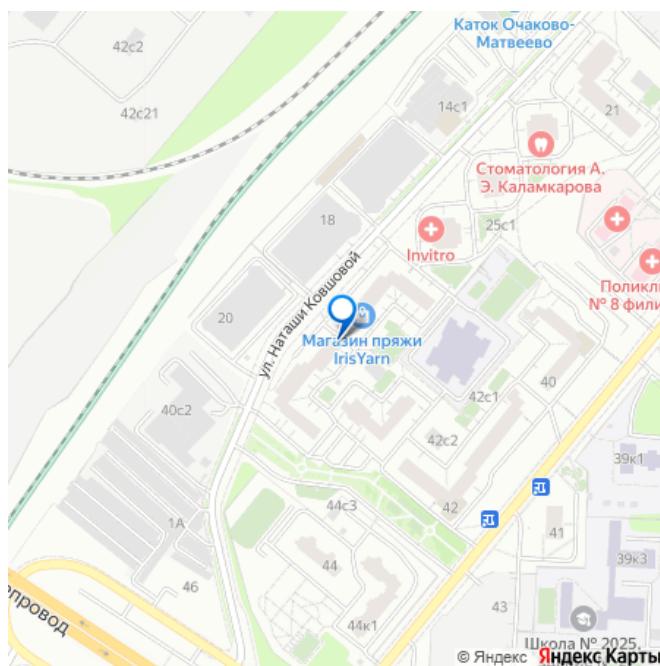 Каток Очаково-
Матвеево
42с2
14с1
21
42с21
Стоматология А.
Э. Каламкарова
18
25с1
Invitro
Поликл
№ 8 фили
ул. Наташи Ковшовой
20
Магазин пряжи
IrisYarn
40
42с1
40с2
42с2
39к1
44с3
42
1А
41
39к3
44
46
43
епровод
44к1
Школа № 2025,
© Яндекс Яндекс Карты